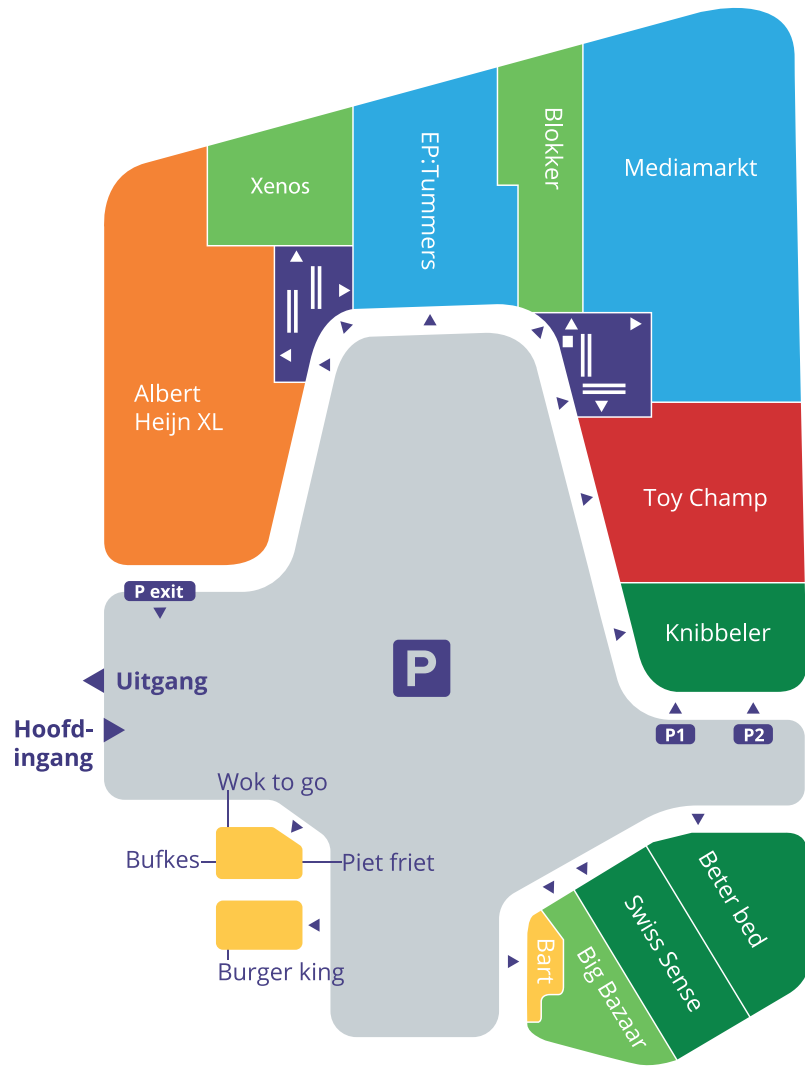 Xenos
EP:Tummers
Blokker
Mediamarkt
Albert
Heijn XL
Toy Champ
Knibbeler
P exit
P
Uitgang
Hoofd-
ingang
P1
P2
Wok to go
Bufkes
Piet friet
Burger king
Bart
Big Bazaar
Swiss Sense
Beter bed